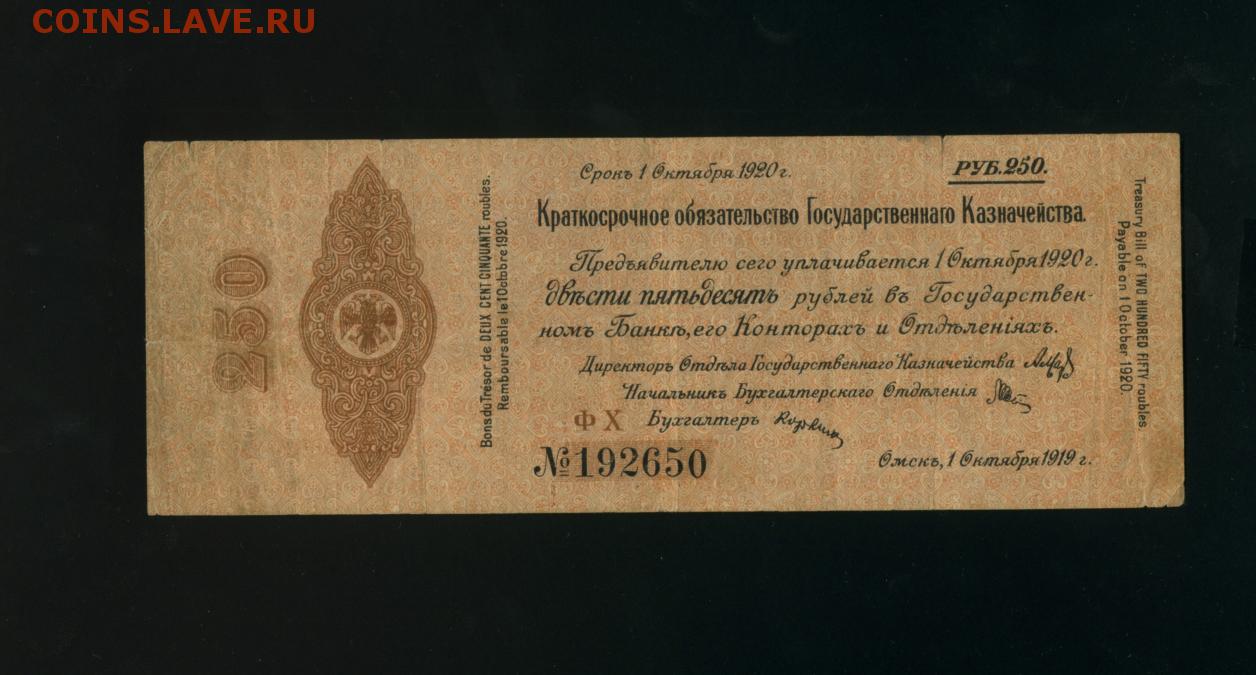 COINS.LAVE.RU
250
Bons du Trésor de DEUX CENT CINQUANTE roubles.
Remboursable le 1 Octobre 1920.
Срокъ 1 Октября 1920 г.
РУБ. 250.
Краткосрочное обязательство Государственнаго Казначейства.
Предъявителю сего уплачивается 1 Октября 1920 г.
двѣсти пятьдесятъ рублей въ Государствен-
номъ Банкѣ, его Конторахъ и Отдѣленіяхъ.
Директоръ Отдѣла Государственнаго Казначейства
Начальникъ Бухгалтерскаго Отдѣленія
ФХ Бухгалтеръ
№192650
Омскъ, 1 Октября 1919 г.
Treasury Bill of TWO HUNDRED FIFTY roubles.
Payable on 1 October 1920.